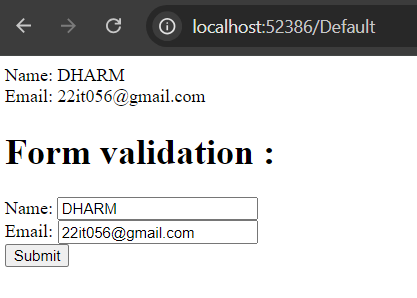 localhost:52386/Default
Name: DHARM
Email: 22it056@gmail.com
Form validation :
Name: DHARM
Email: 22it056@gmail.com
Submit